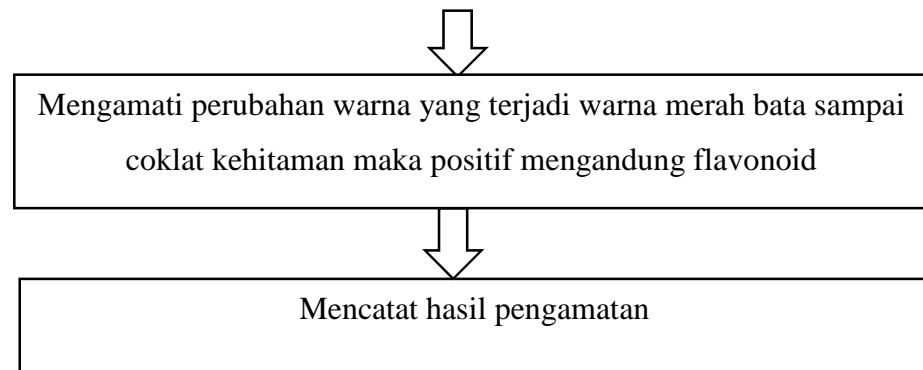 Mengamati perubahan warna yang terjadi warna merah bata sampai
coklat kehitaman maka positif mengandung flavonoid
Mencatat hasil pengamatan